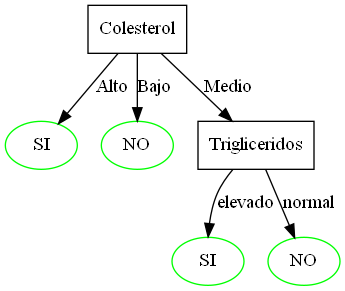 Colesterol
Alto
Bajo
Medio
SI
NO
Trigliceridos
elevado
normal
SI
NO